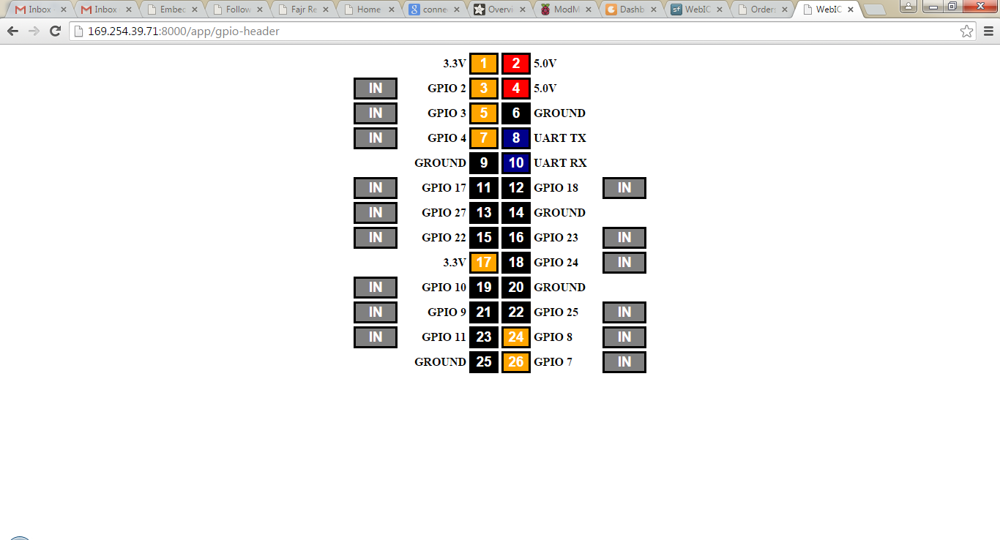 Inbox Inbox Embec Follow Fajr Re Home conne Overvi ModM Dashb WebIC Orders WebIC
169.254.39.71:8000/app/gpio-header
3.3V 1 2 5.0V
IN GPIO 2 3 4 5.0V
IN GPIO 3 5 6 GROUND
IN GPIO 4 7 8 UART TX
GROUND 9 10 UART RX
IN GPIO 17 11 12 GPIO 18 IN
IN GPIO 27 13 14 GROUND
IN GPIO 22 15 16 GPIO 23 IN
3.3V 17 18 GPIO 24 IN
IN GPIO 10 19 20 GROUND
IN GPIO 9 21 22 GPIO 25 IN
IN GPIO 11 23 24 GPIO 8 IN
GROUND 25 26 GPIO 7 IN